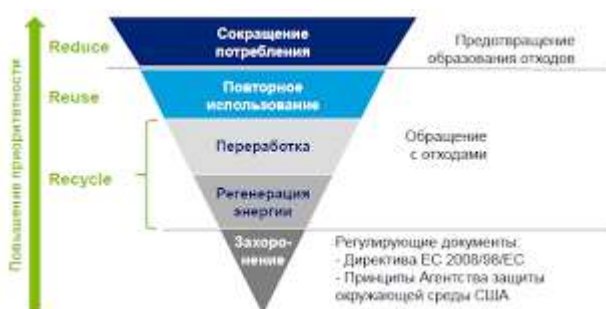 Повышение приоритетности
Reduce
Сокращение
потребления
Предотвращение
образования отходов
Reuse
Повторное
использование
Recycle
Переработка
Обращение
с отходами
Регенерация
энергии
Захоро-
нение
Регулирующие документы:
- Директива ЕС 2008/98/ЕС
- Принципы Агентства защиты
окружающей среды США